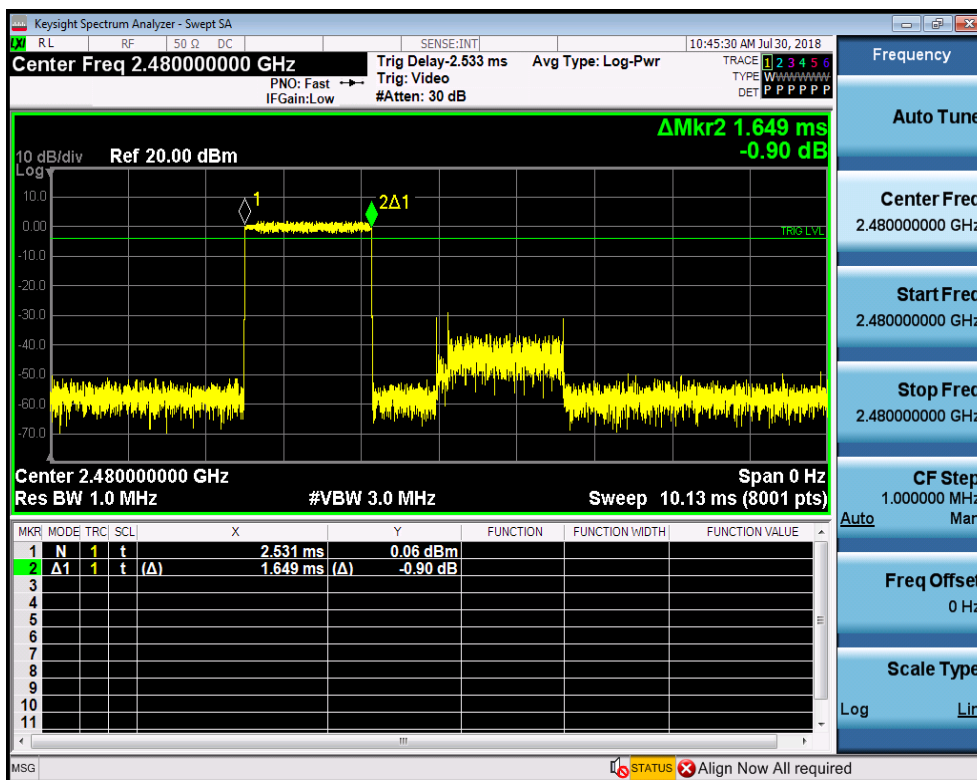 Keysight Spectrum Analyzer - Swept SA
LXI RL RF 50 Ω DC SENSE:INT 10:45:30 AM Jul 30, 2018
Center Freq 2.480000000 GHz
PNO: Fast
IFGain:Low
Trig Delay-2.533 ms
Trig: Video
#Atten: 30 dB
Avg Type: Log-Pwr
TRACE 1 2 3 4 5 6
TYPE WWWWWW
DET P P P P P P
ΔMkr2 1.649 ms
-0.90 dB
10 dB/div Ref 20.00 dBm
Log
10.0
0.00
-10.0
-20.0
-30.0
-40.0
-50.0
-60.0
-70.0
1
2Δ1
TRIG LVL
Center 2.480000000 GHz Span 0 Hz
Res BW 1.0 MHz #VBW 3.0 MHz Sweep 10.13 ms (8001 pts)
MKR MODE TRC SCL X Y FUNCTION FUNCTION WIDTH FUNCTION VALUE
1 N 1 t 2.531 ms 0.06 dBm
2 Δ1 1 t (Δ) 1.649 ms (Δ) -0.90 dB
3
4
5
6
7
8
9
10
11
MSG STATUS Align Now All required
Frequency
Auto Tune
Center Freq
2.480000000 GHz
Start Freq
2.480000000 GHz
Stop Freq
2.480000000 GHz
CF Step
1.000000 MHz
Auto Man
Freq Offset
0 Hz
Scale Type
Log Lin